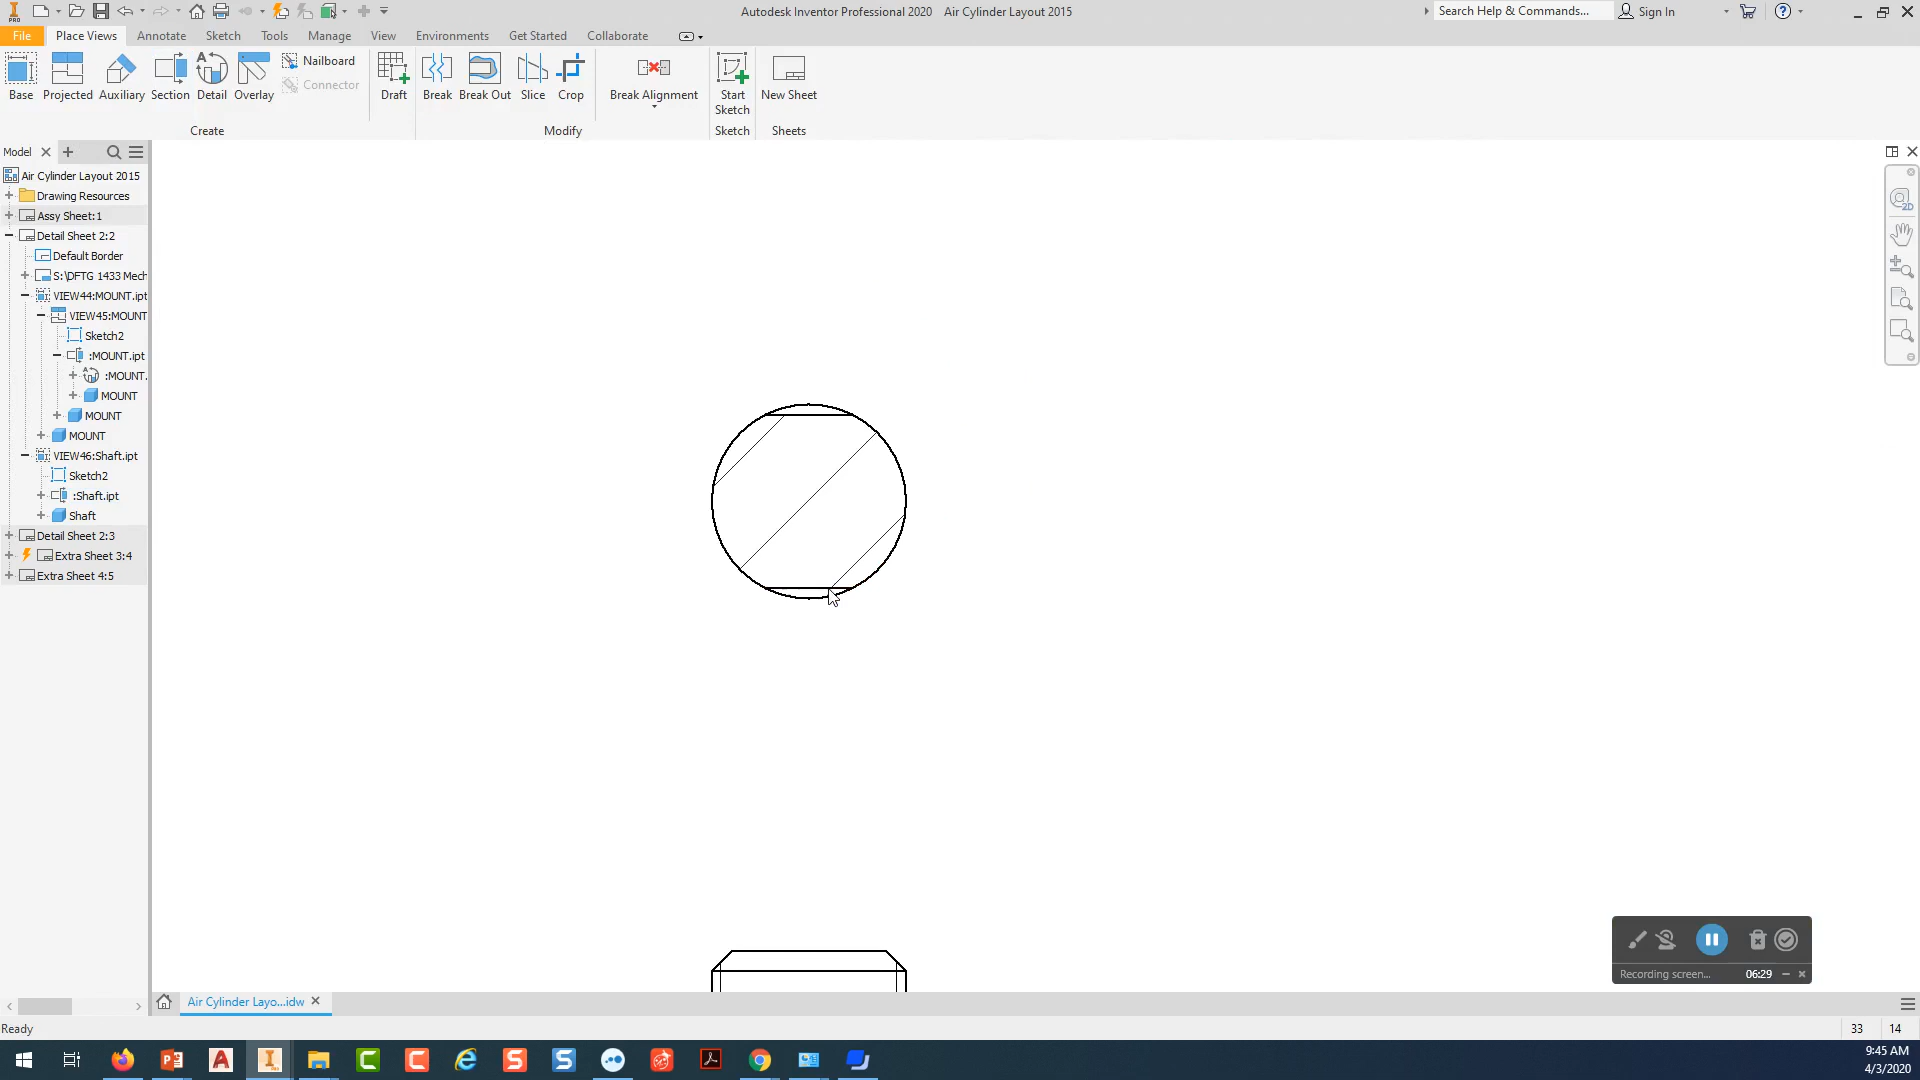 Autodesk Inventor Professional 2020 Air Cylinder Layout 2015
Search Help & Commands...
Sign In
File Place Views Annotate Sketch Tools Manage View Environments Get Started Collaborate
Base
Projected
Auxiliary
Section
Detail
Overlay
Nailboard
Connector
Draft
Break
Break Out
Slice
Crop
Break Alignment
Start
Sketch
New Sheet
Create
Modify
Sketch
Sheets
Model
Air Cylinder Layout 2015
Drawing Resources
Assy Sheet:1
Detail Sheet 2:2
Default Border
S:\DFTG 1433 Mech
VIEW44:MOUNT.ipt
VIEW45:MOUNT
Sketch2
:MOUNT.ipt
:MOUNT.
MOUNT
MOUNT
MOUNT
VIEW46:Shaft.ipt
Sketch2
:Shaft.ipt
Shaft
Detail Sheet 2:3
Extra Sheet 3:4
Extra Sheet 4:5
Recording screen... 06:29
Air Cylinder Layo...idw
Ready
33 14
9:45 AM
4/3/2020